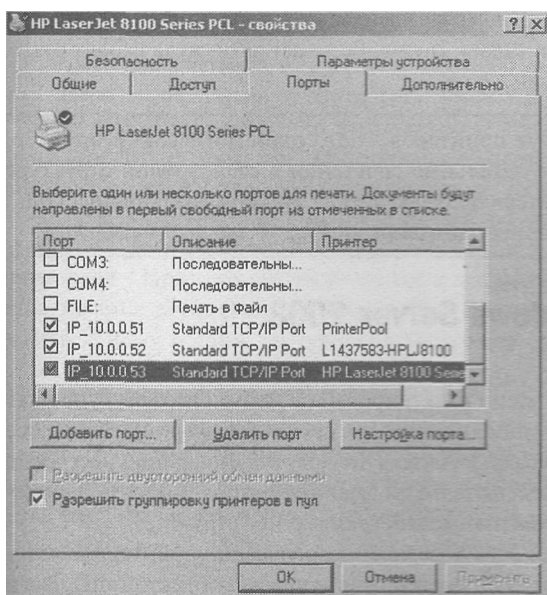 HP LaserJet 8100 Series PCL - свойства
Безопасность Параметры устройства
Общие Доступ Порты Дополнительно
HP LaserJet 8100 Series PCL
Выберите один или несколько портов для печати. Документы будут
направлены в первый свободный порт из отмеченных в списке.
Порт Описание Принтер
COM3: Последовательны...
COM4: Последовательны...
FILE: Печать в файл
IP_10.0.0.51 Standard TCP/IP Port PrinterPool
IP_10.0.0.52 Standard TCP/IP Port L1437583-HPLJ8100
IP_10.0.0.53 Standard TCP/IP Port HP LaserJet 8100 Serie
Добавить порт... Удалить порт Настройка порта...
Разрешить двусторонний обмен данными
Разрешить группировку принтеров в пул
OK Отмена Применить